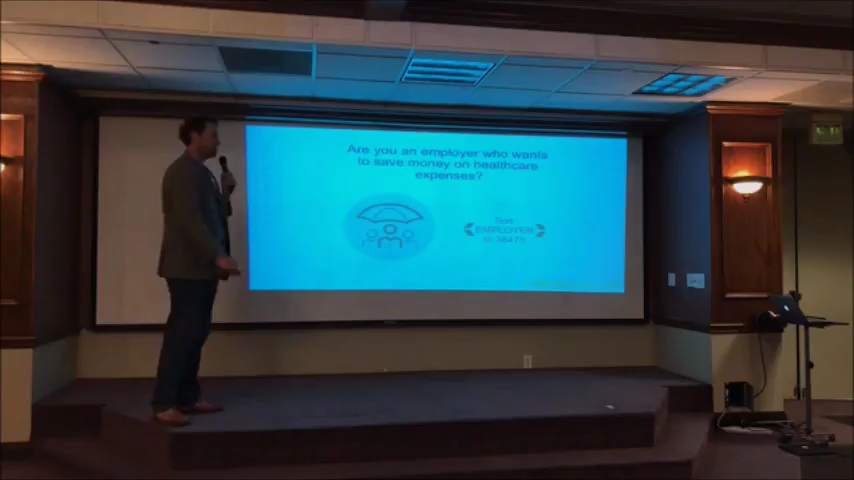 Are you an employer who wants
to save money on healthcare
expenses?
Text
EMPLOYER